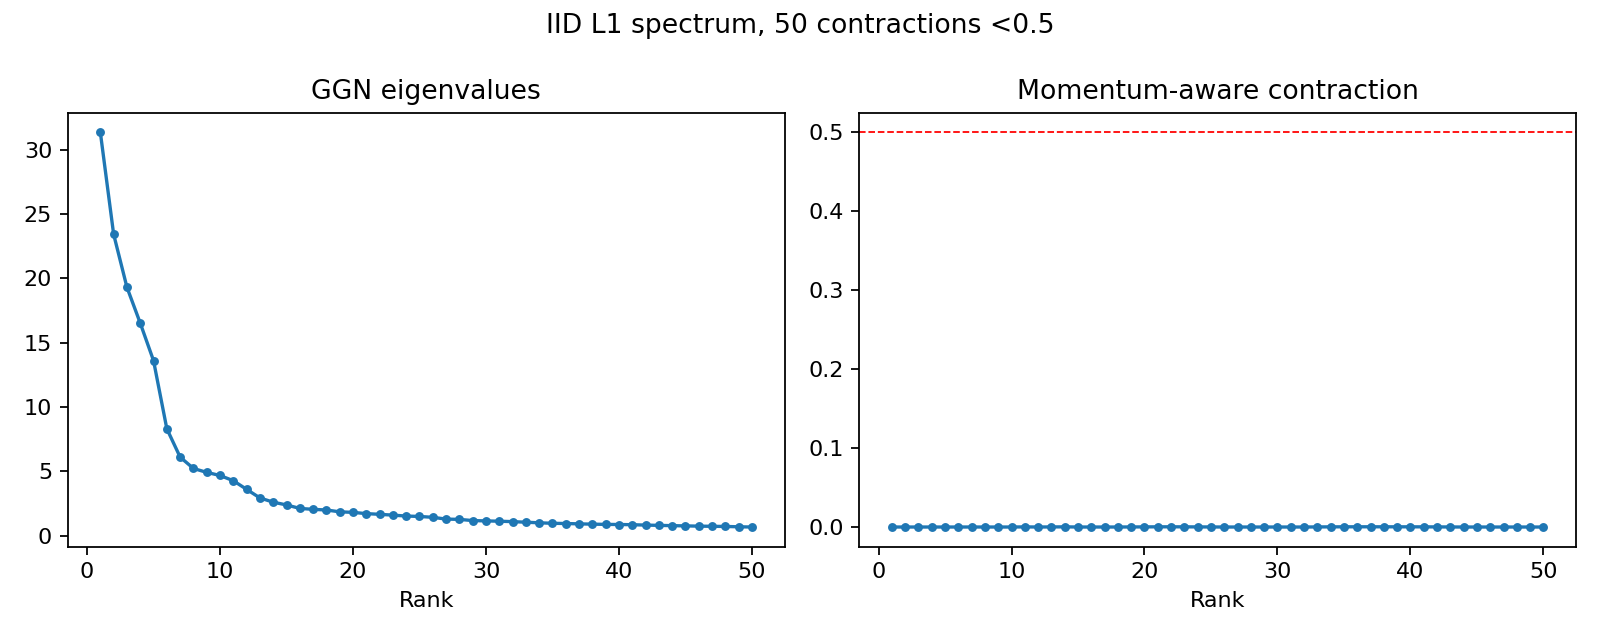 IID L1 spectrum, 50 contractions <0.5
GGN eigenvalues
30
25
20
15
10
5
0
0 10 20 30 40 50
Rank
Momentum-aware contraction
0.5
0.4
0.3
0.2
0.1
0.0
0 10 20 30 40 50
Rank